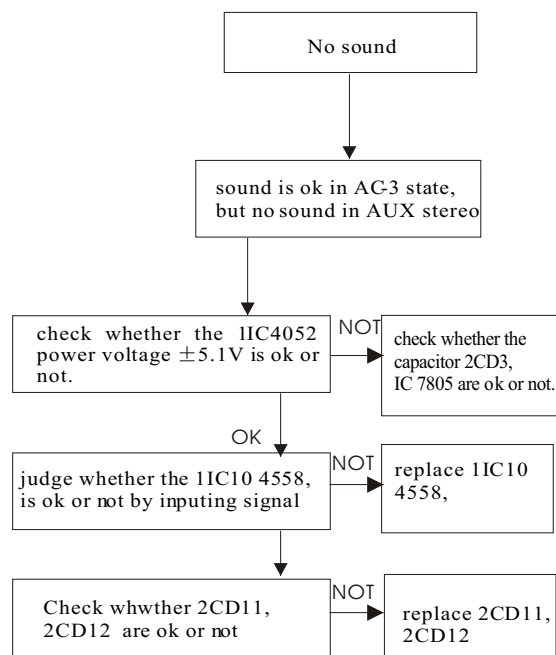 No sound
sound is ok in AC-3 state,
but no sound in AUX stereo
check whether the 1IC4052
power voltage ±5.1V is ok or
not.
NOT
check whether the
capacitor 2CD3,
IC 7805 are ok or not.
OK
judge whether the 1IC10 4558,
is ok or not by inputing signal
NOT
replace 1IC10
4558,
Check whwther 2CD11,
2CD12 are ok or not
NOT
replace 2CD11,
2CD12